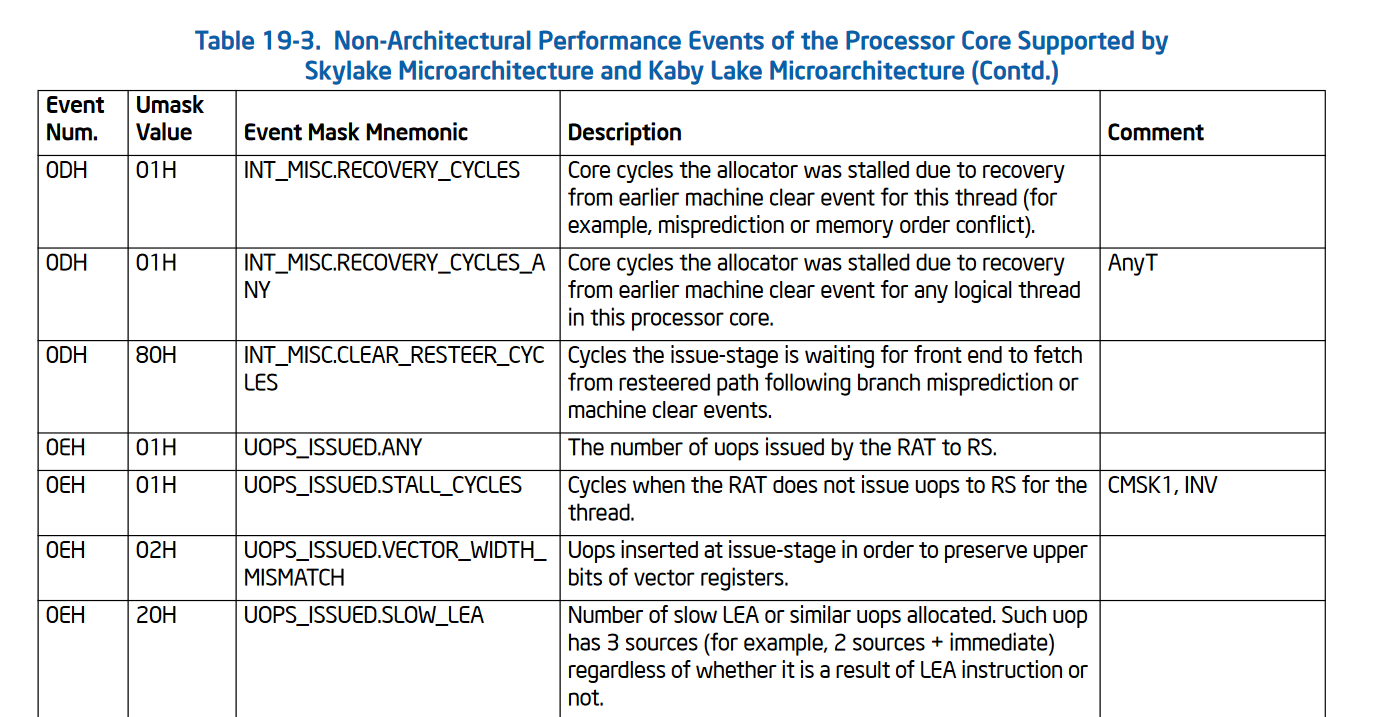 Table 19-3. Non-Architectural Performance Events of the Processor Core Supported by
Skylake Microarchitecture and Kaby Lake Microarchitecture (Contd.)
Event Num. Umask Value Event Mask Mnemonic Description Comment
0DH 01H INT_MISC.RECOVERY_CYCLES Core cycles the allocator was stalled due to recovery
from earlier machine clear event for this thread (for
example, misprediction or memory order conflict).
0DH 01H INT_MISC.RECOVERY_CYCLES_A
NY
Core cycles the allocator was stalled due to recovery
from earlier machine clear event for any logical thread
in this processor core.
AnyT
0DH 80H INT_MISC.CLEAR_RESTEER_CYC
LES
Cycles the issue-stage is waiting for front end to fetch
from resteered path following branch misprediction or
machine clear events.
0EH 01H UOPS_ISSUED.ANY The number of uops issued by the RAT to RS.
0EH 01H UOPS_ISSUED.STALL_CYCLES Cycles when the RAT does not issue uops to RS for the
thread.
CMSK1, INV
0EH 02H UOPS_ISSUED.VECTOR_WIDTH_
MISMATCH
Uops inserted at issue-stage in order to preserve upper
bits of vector registers.
0EH 20H UOPS_ISSUED.SLOW_LEA Number of slow LEA or similar uops allocated. Such uop
has 3 sources (for example, 2 sources + immediate)
regardless of whether it is a result of LEA instruction or
not.